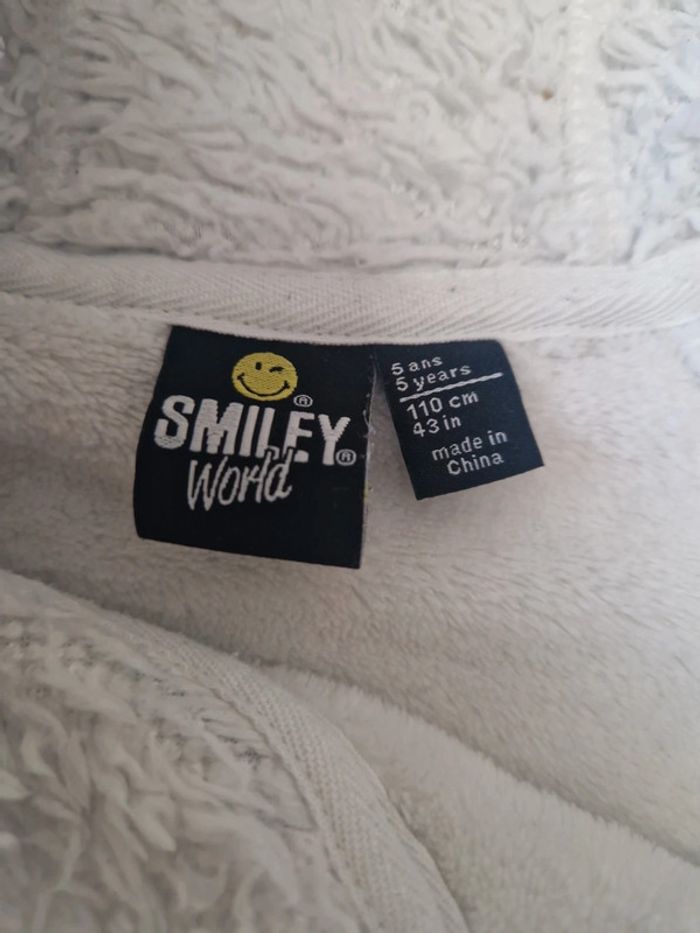 SMILEY
World
5 ans
5 years
110 cm
43 in
made in
China